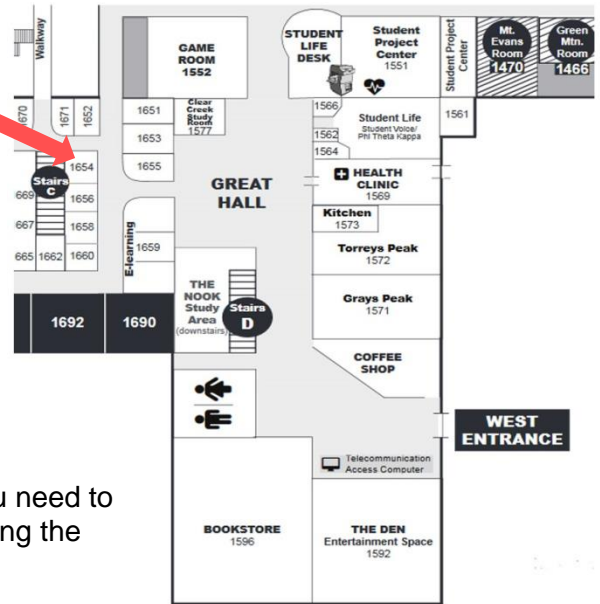 Walkway
GAME
ROOM
1552
STUDENT
LIFE
DESK
Student
Project
Center
1551
Student Project
Center
Mt.
Evans
Room
1470
Green
Mtn.
Room
1466
1671
1652
1651
Clear
Creek
Study
Room
1577
1566
1562
1564
Student Life
Student Voice/
Phi Theta Kappa
1561
1653
1654
1655
Stairs
C
1656
GREAT
HALL
HEALTH
CLINIC
1569
Kitchen
1573
1658
E-learning
1659
Torreys Peak
1572
665
1662
1660
THE
NOOK
Study
Area
(downstairs)
Stairs
D
Grays Peak
1571
1692
1690
COFFEE
SHOP
WEST
ENTRANCE
Telecommunication
Access Computer
u need to
ng the
BOOKSTORE
1596
THE DEN
Entertainment Space
1592